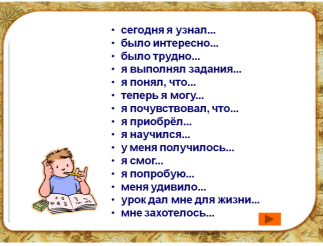 • сегодня я узнал...
• было интересно...
• было трудно...
• я выполнял задания...
• я понял, что...
• теперь я могу...
• я почувствовал, что...
• я приобрёл...
• я научился...
• у меня получилось...
• я смог...
• я попробую...
• меня удивило...
• урок дал мне для жизни...
• мне захотелось...